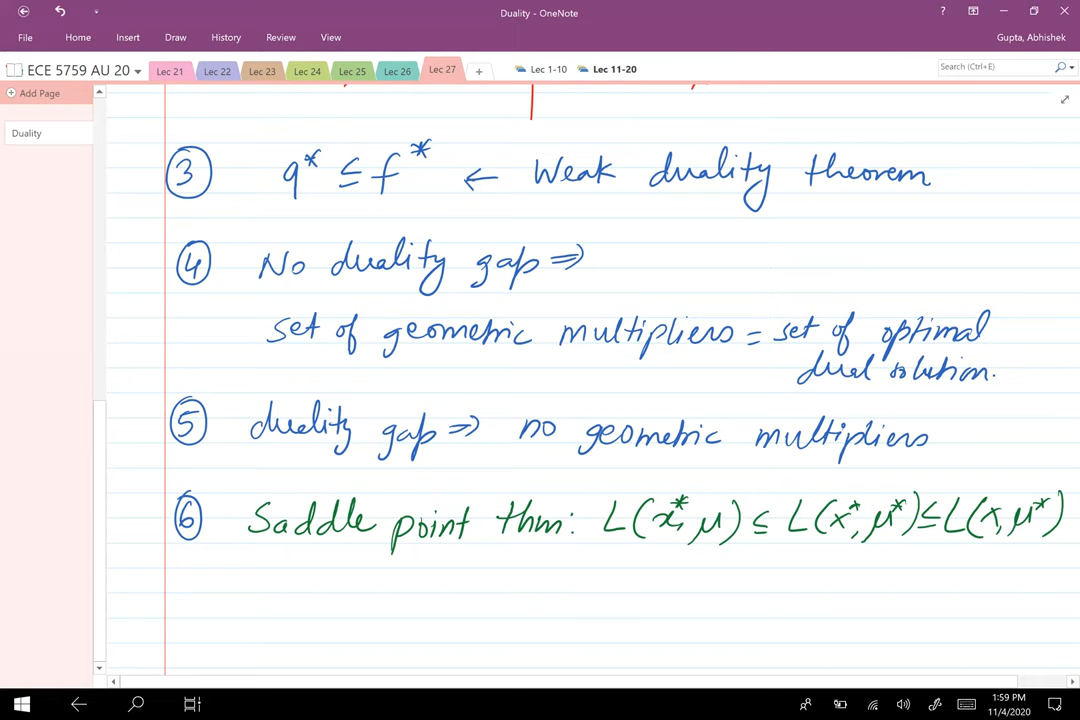 Duality - OneNote
?
File Home Insert Draw History Review View
Gupta, Abhishek
ECE 5759 AU 20 Lec 21 Lec 22 Lec 23 Lec 24 Lec 25 Lec 26 Lec 27 + Lec 1-10 Lec 11-20
Search (Ctrl+E)
Add Page
Duality
③ q* ≤ f* ← Weak duality theorem
④ No duality gap ⇒
set of geometric multipliers = set of optimal
dual solution.
⑤ duality gap ⇒ no geometric multipliers
⑥ Saddle point thm: L(x*, μ) ≤ L(x*, μ*) ≤ L(x, μ*)
1:59 PM
11/4/2020